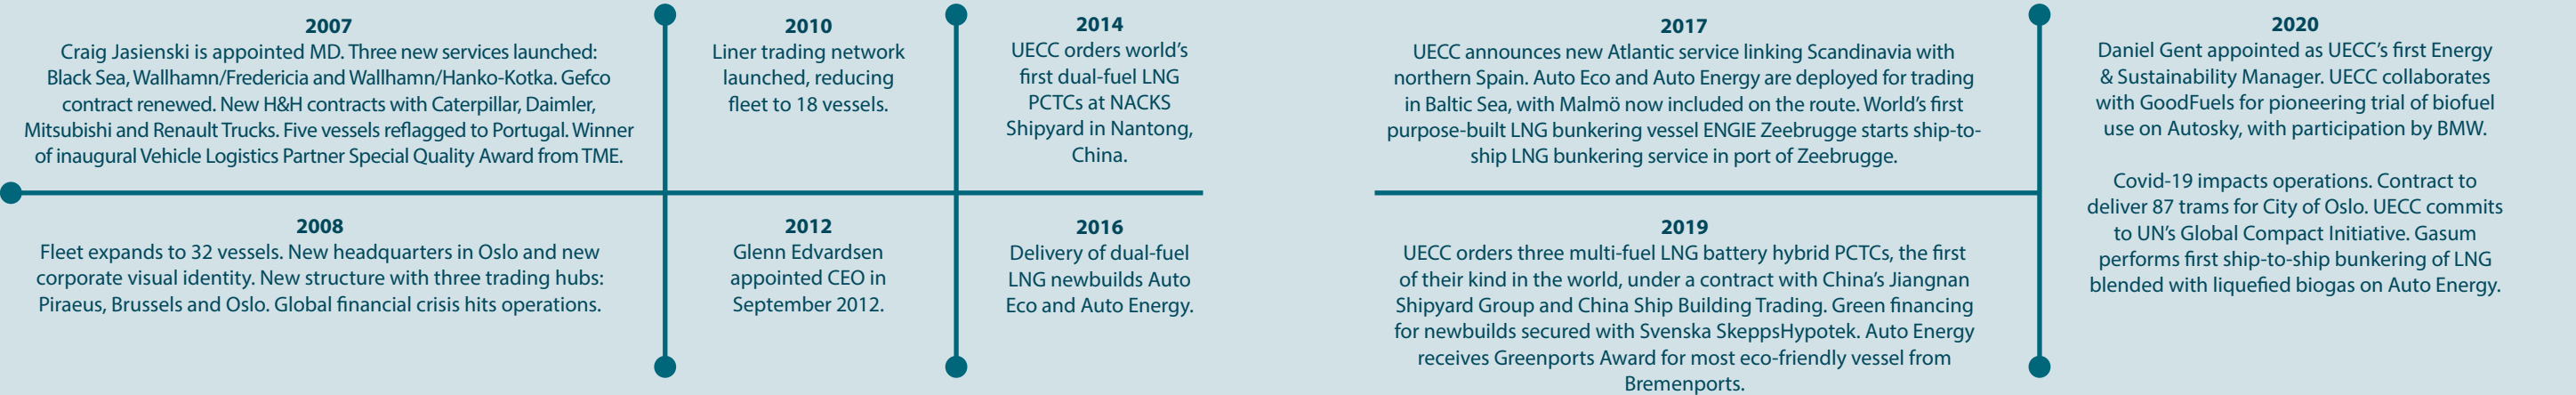 2007
Craig Jasienski is appointed MD. Three new services launched:
Black Sea, Wallhamn/Fredericia and Wallhamn/Hanko-Kotka. Gefco
contract renewed. New H&H contracts with Caterpillar, Daimler,
Mitsubishi and Renault Trucks. Five vessels reflagged to Portugal. Winner
of inaugural Vehicle Logistics Partner Special Quality Award from TME.
2008
Fleet expands to 32 vessels. New headquarters in Oslo and new
corporate visual identity. New structure with three trading hubs:
Piraeus, Brussels and Oslo. Global financial crisis hits operations.
2010
Liner trading network
launched, reducing
fleet to 18 vessels.
2012
Glenn Edvardsen
appointed CEO in
September 2012.
2014
UECC orders world's
first dual-fuel LNG
PCTCs at NACKS
Shipyard in Nantong,
China.
2016
Delivery of dual-fuel
LNG newbuilds Auto
Eco and Auto Energy.
2017
UECC announces new Atlantic service linking Scandinavia with
northern Spain. Auto Eco and Auto Energy are deployed for trading
in Baltic Sea, with Malmö now included on the route. World's first
purpose-built LNG bunkering vessel ENGIE Zeebrugge starts ship-to-
ship LNG bunkering service in port of Zeebrugge.
2019
UECC orders three multi-fuel LNG battery hybrid PCTCs, the first
of their kind in the world, under a contract with China's Jiangnan
Shipyard Group and China Ship Building Trading. Green financing
for newbuilds secured with Svenska SkeppsHypotek. Auto Energy
receives Greenports Award for most eco-friendly vessel from
Bremenports.
2020
Daniel Gent appointed as UECC's first Energy
& Sustainability Manager. UECC collaborates
with GoodFuels for pioneering trial of biofuel
use on Autosky, with participation by BMW.
Covid-19 impacts operations. Contract to
deliver 87 trams for City of Oslo. UECC commits
to UN's Global Compact Initiative. Gasum
performs first ship-to-ship bunkering of LNG
blended with liquefied biogas on Auto Energy.